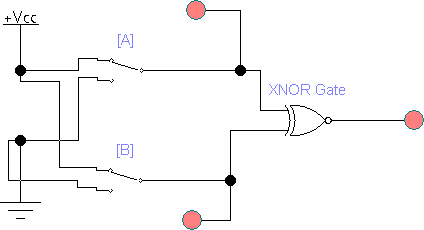 +Vcc
[A]
XNOR Gate
[B]